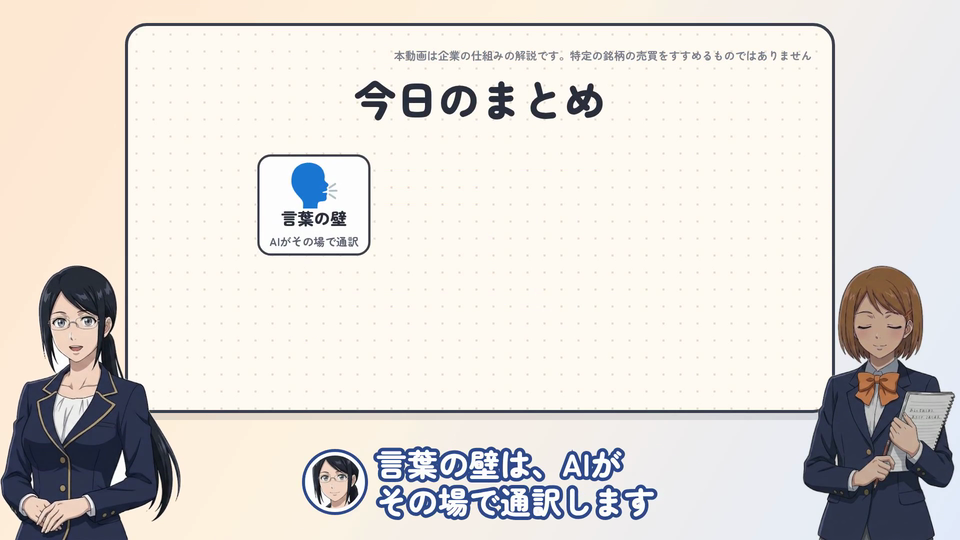 本動画は企業の仕組みの解説です。特定の銘柄の売買をすすめるものではありません
今日のまとめ
言葉の壁
AIがその場で通訳
言葉の壁は、AIが
その場で通訳します